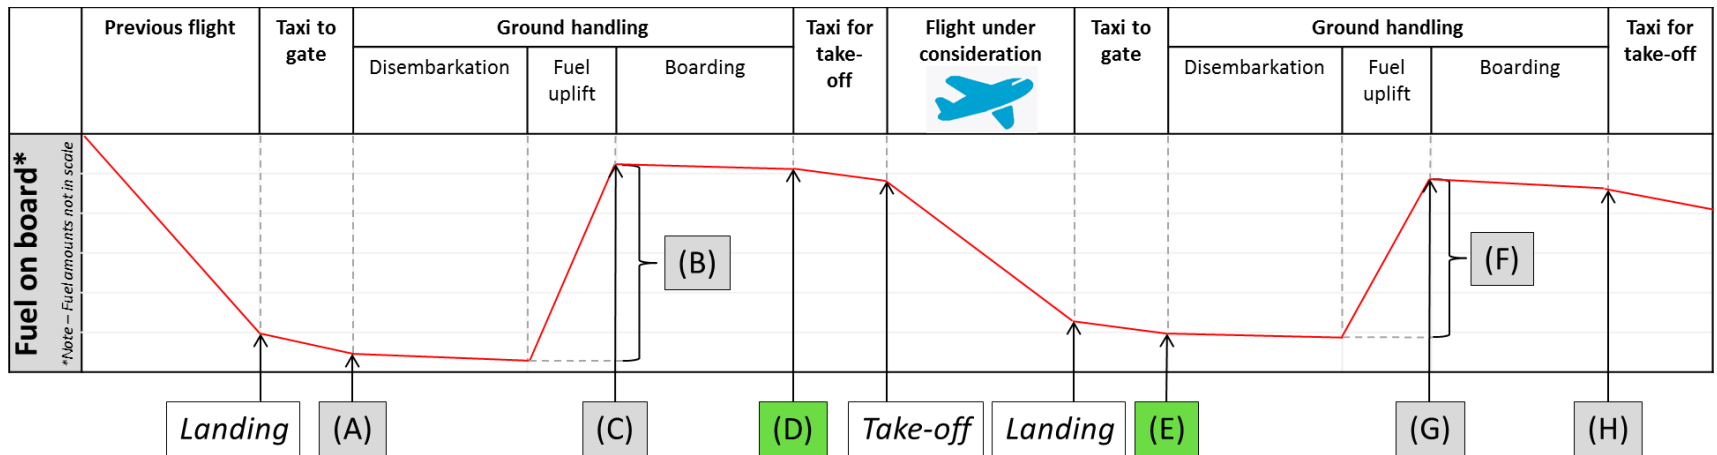 Previous flight
Taxi to
gate
Ground handling
Disembarkation
Fuel
uplift
Boarding
Taxi for
take-
off
Flight under
consideration
Taxi to
gate
Ground handling
Disembarkation
Fuel
uplift
Boarding
Taxi for
take-off
Fuel on board*
*Note – Fuel amounts not in scale
(B)
(F)
Landing
(A)
(C)
(D)
Take-off
Landing
(E)
(G)
(H)